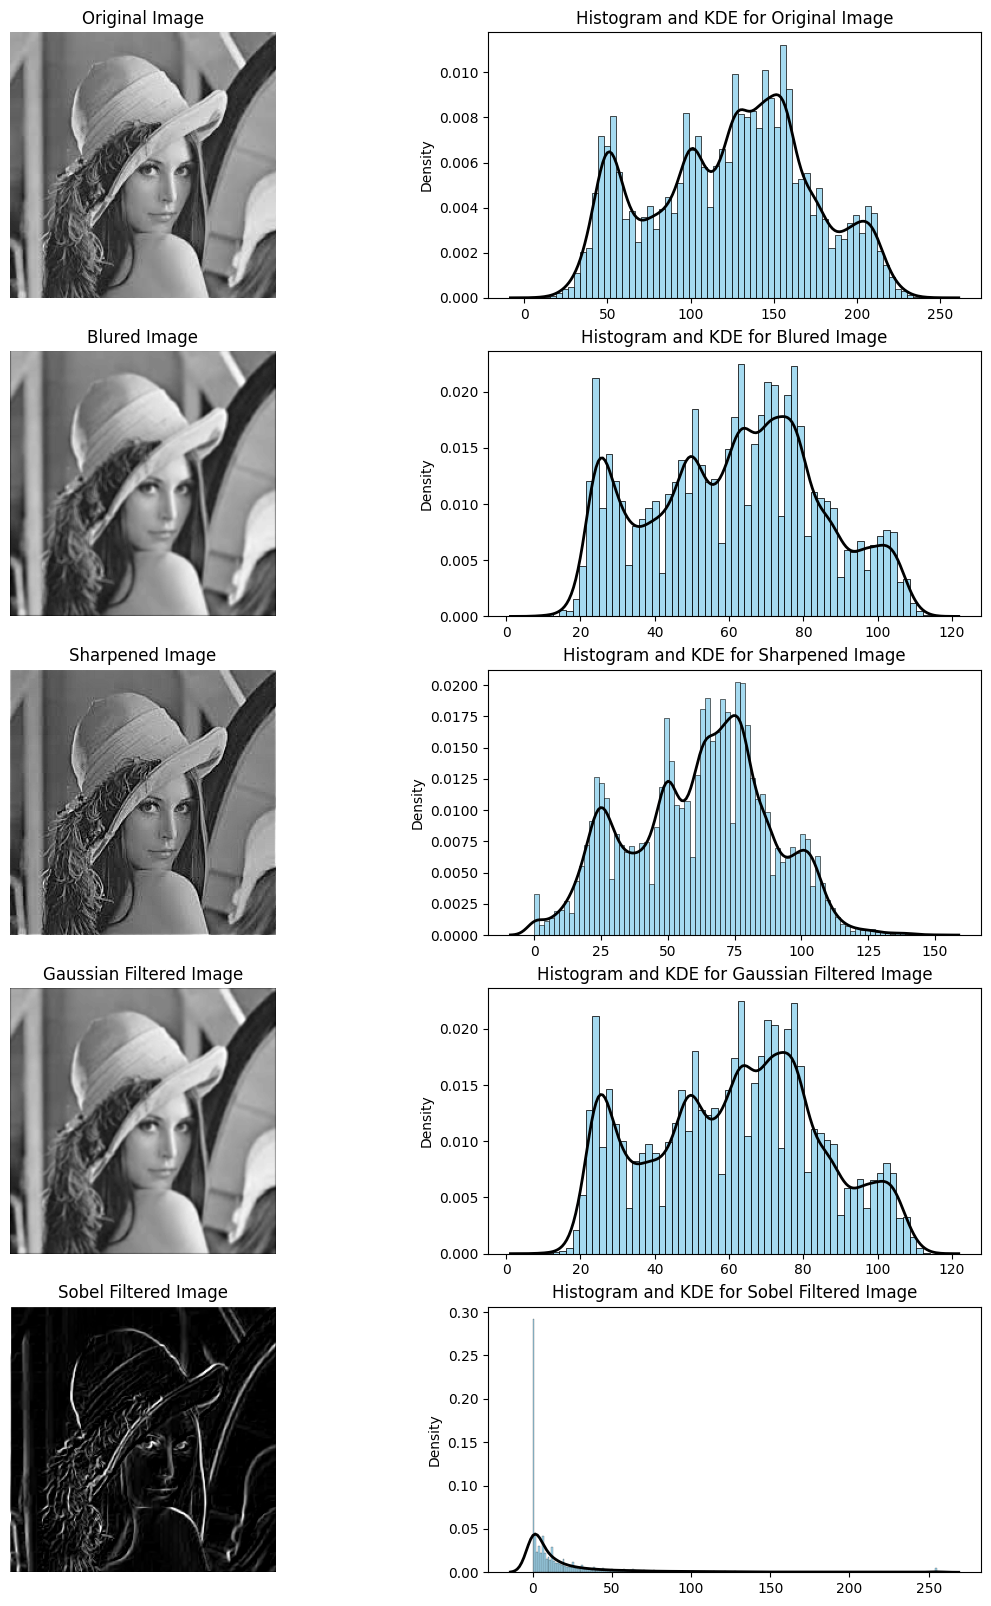 Original Image
Histogram and KDE for Original Image
Density
0.010
0.008
0.006
0.004
0.002
0.000
0 50 100 150 200 250
Blured Image
Histogram and KDE for Blured Image
Density
0.020
0.015
0.010
0.005
0.000
0 20 40 60 80 100 120
Sharpened Image
Histogram and KDE for Sharpened Image
Density
0.0200
0.0175
0.0150
0.0125
0.0100
0.0075
0.0050
0.0025
0.0000
0 25 50 75 100 125 150
Gaussian Filtered Image
Histogram and KDE for Gaussian Filtered Image
Density
0.020
0.015
0.010
0.005
0.000
0 20 40 60 80 100 120
Sobel Filtered Image
Histogram and KDE for Sobel Filtered Image
Density
0.30
0.25
0.20
0.15
0.10
0.05
0.00
0 50 100 150 200 250